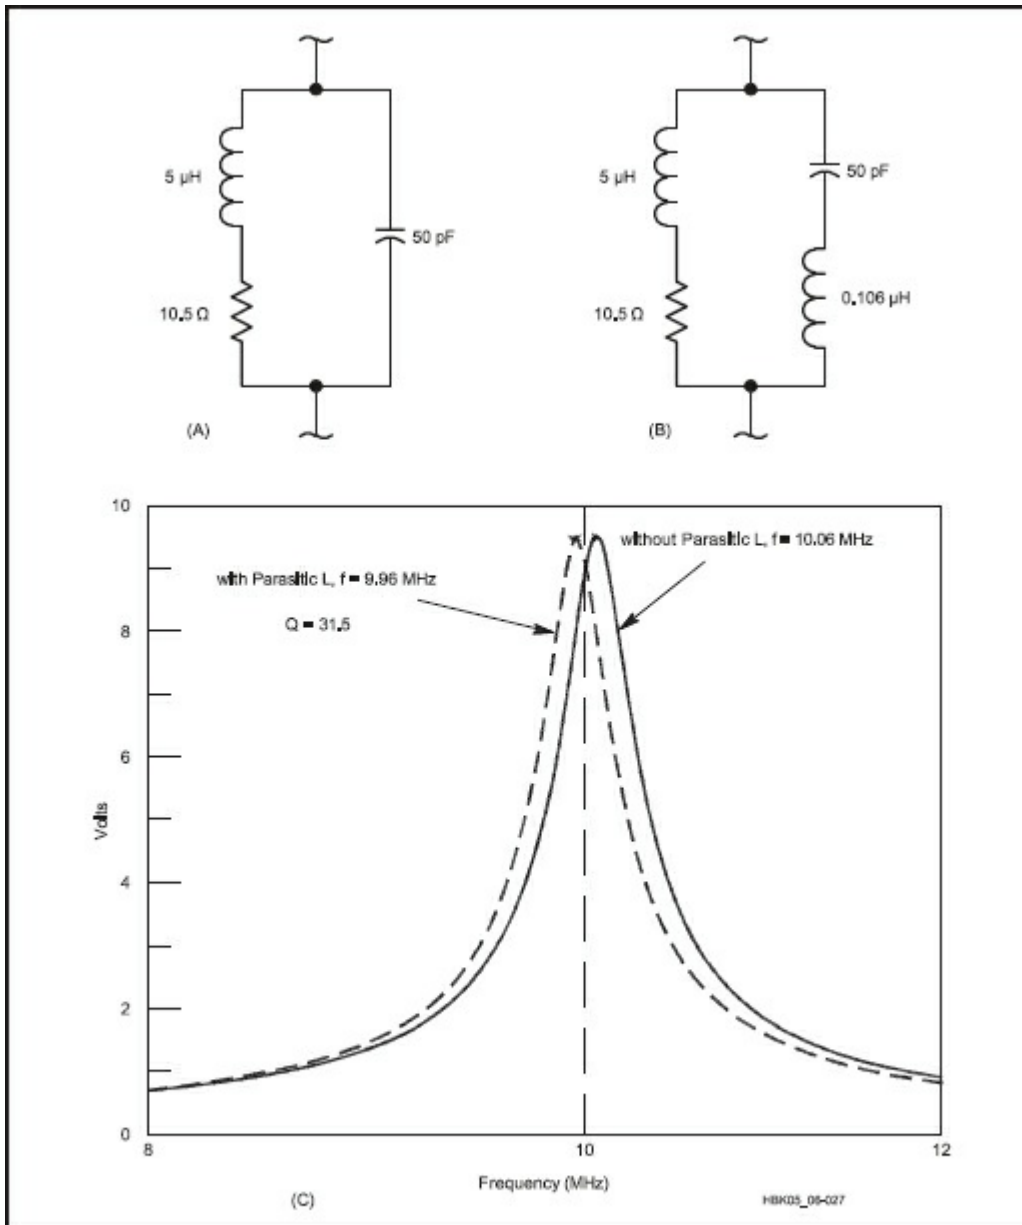 5 µH
50 pF
10.5 Ω
(A)
5 µH
50 pF
0.106 µH
10.5 Ω
(B)
10
8
6
4
2
0
Volts
with Parasitic L, f = 9.96 MHz
Q = 31.5
without Parasitic L, f = 10.06 MHz
8
10
12
Frequency (MHz)
(C)
HBK05_06-027